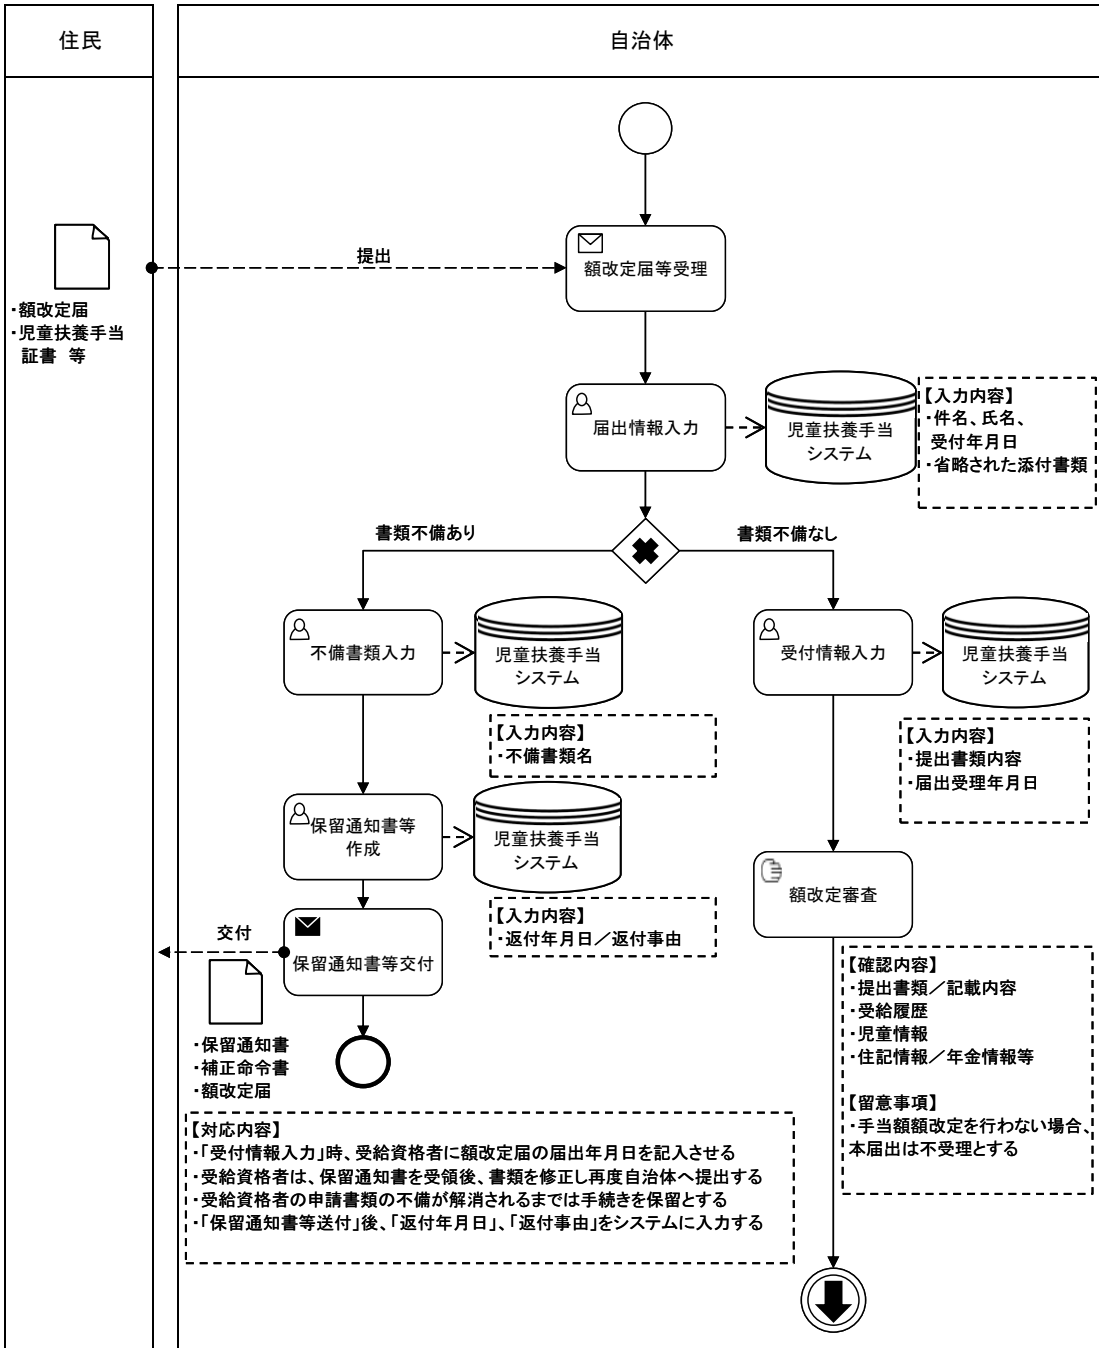 住民
自治体
提出
額改定届等受理
・額改定届
・児童扶養手当
証書　等
届出情報入力
児童扶養手当
システム
【入力内容】
・件名、氏名、
受付年月日
・省略された添付書類
書類不備あり
書類不備なし
不備書類入力
児童扶養手当
システム
受付情報入力
児童扶養手当
システム
【入力内容】
・不備書類名
【入力内容】
・提出書類内容
・届出受理年月日
保留通知書等
作成
児童扶養手当
システム
額改定審査
【入力内容】
・返付年月日／返付事由
交付
保留通知書等交付
・保留通知書
・補正命令書
・額改定届
【確認内容】
・提出書類／記載内容
・受給履歴
・児童情報
・住記情報／年金情報等
【留意事項】
・手当額額改定を行わない場合、
本届出は不受理とする
【対応内容】
・「受付情報入力」時、受給資格者に額改定届の届出年月日を記入させる
・受給資格者は、保留通知書を受領後、書類を修正し再度自治体へ提出する
・受給資格者の申請書類の不備が解消されるまでは手続きを保留とする
・「保留通知書等送付」後、「返付年月日」、「返付事由」をシステムに入力する